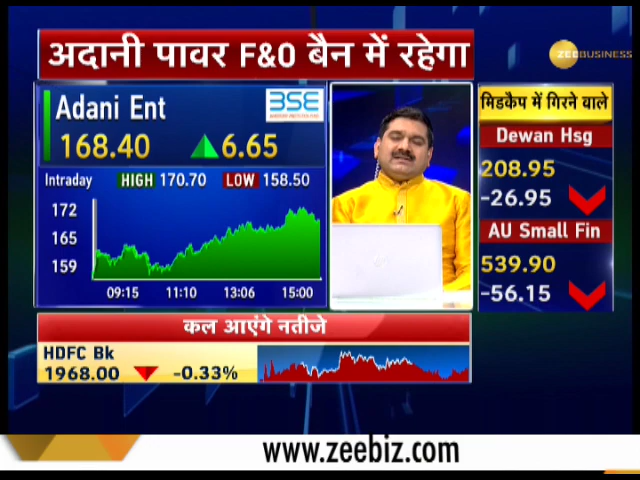 अदानी पावर F&O बैन में रहेगा
ZEEBUSINESS
Adani Ent
BSE
168.40 6.65
Intraday HIGH 170.70 LOW 158.50
172
165
159
09:15 11:10 13:06 15:00
मिडकैप में गिरने वाले
Dewan Hsg
208.95
-26.95
AU Small Fin
539.90
-56.15
कल आएंगे नतीजे
HDFC Bk
1968.00 -0.33%
www.zeebiz.com